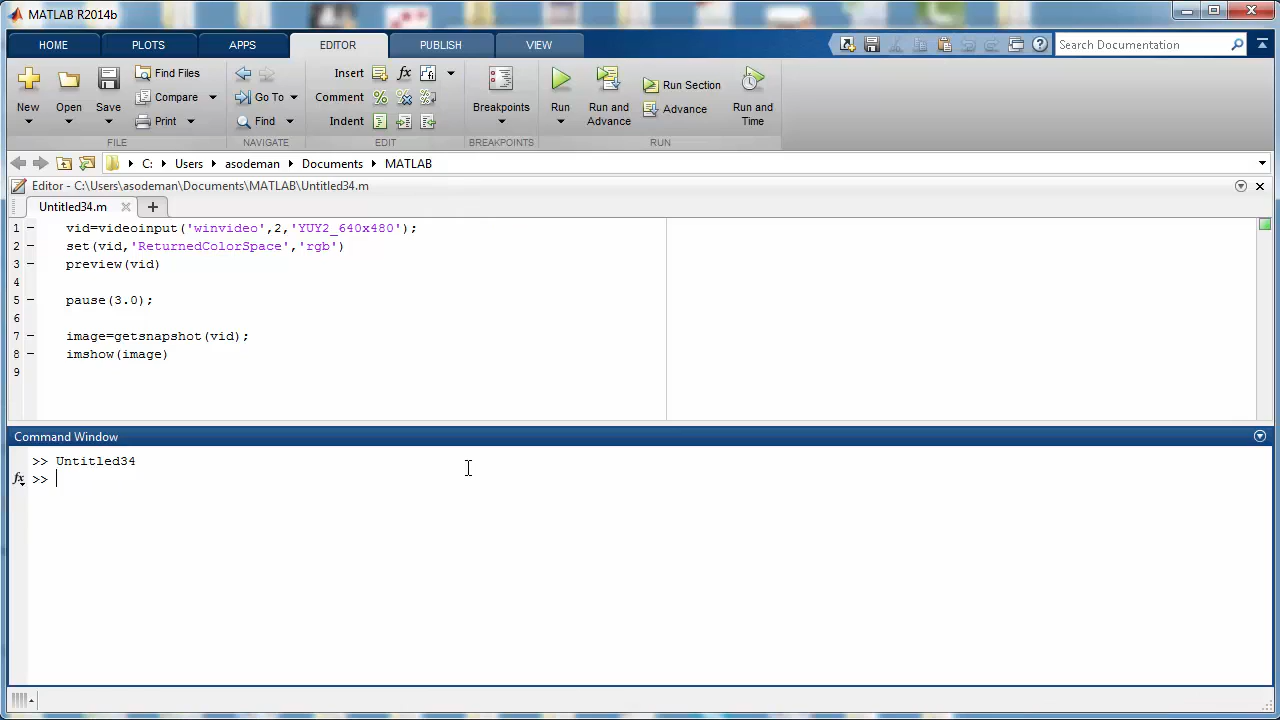 MATLAB R2014b
HOME PLOTS APPS EDITOR PUBLISH VIEW Search Documentation
New Open Save Find Files Compare Print
Go To Find
Insert Comment Indent
Breakpoints
Run Run and Advance Run Section Advance Run and Time
FILE NAVIGATE EDIT BREAKPOINTS RUN
C: Users asodeman Documents MATLAB
Editor - C:\Users\asodeman\Documents\MATLAB\Untitled34.m
Untitled34.m
1 vid=videoinput('winvideo',2,'YUY2_640x480');
2 set(vid,'ReturnedColorSpace','rgb')
3 preview(vid)
4
5 pause(3.0);
6
7 image=getsnapshot(vid);
8 imshow(image)
9
Command Window
>> Untitled34
fx >>